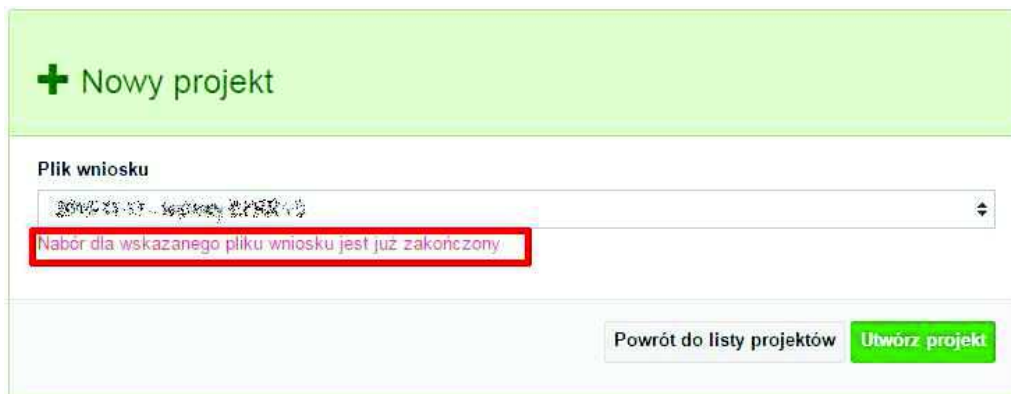 Nowy projekt
Plik wniosku
Nabór dla wskazanego pliku wniosku jest już zakończony
Powrót do listy projektów
Utwórz projekt